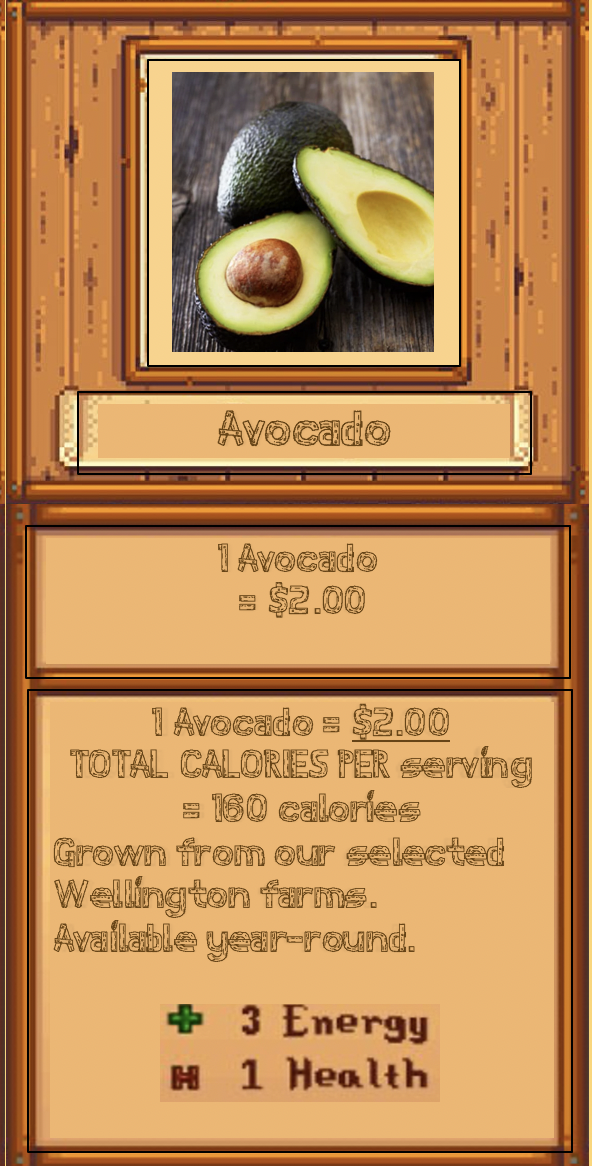 Avocado
1 Avocado
= $2.00
1 Avocado = $2.00
TOTAL CALORIES PER serving
= 160 calories
Grown from our selected
Wellington farms.
Available year-round.
3 Energy
1 Health